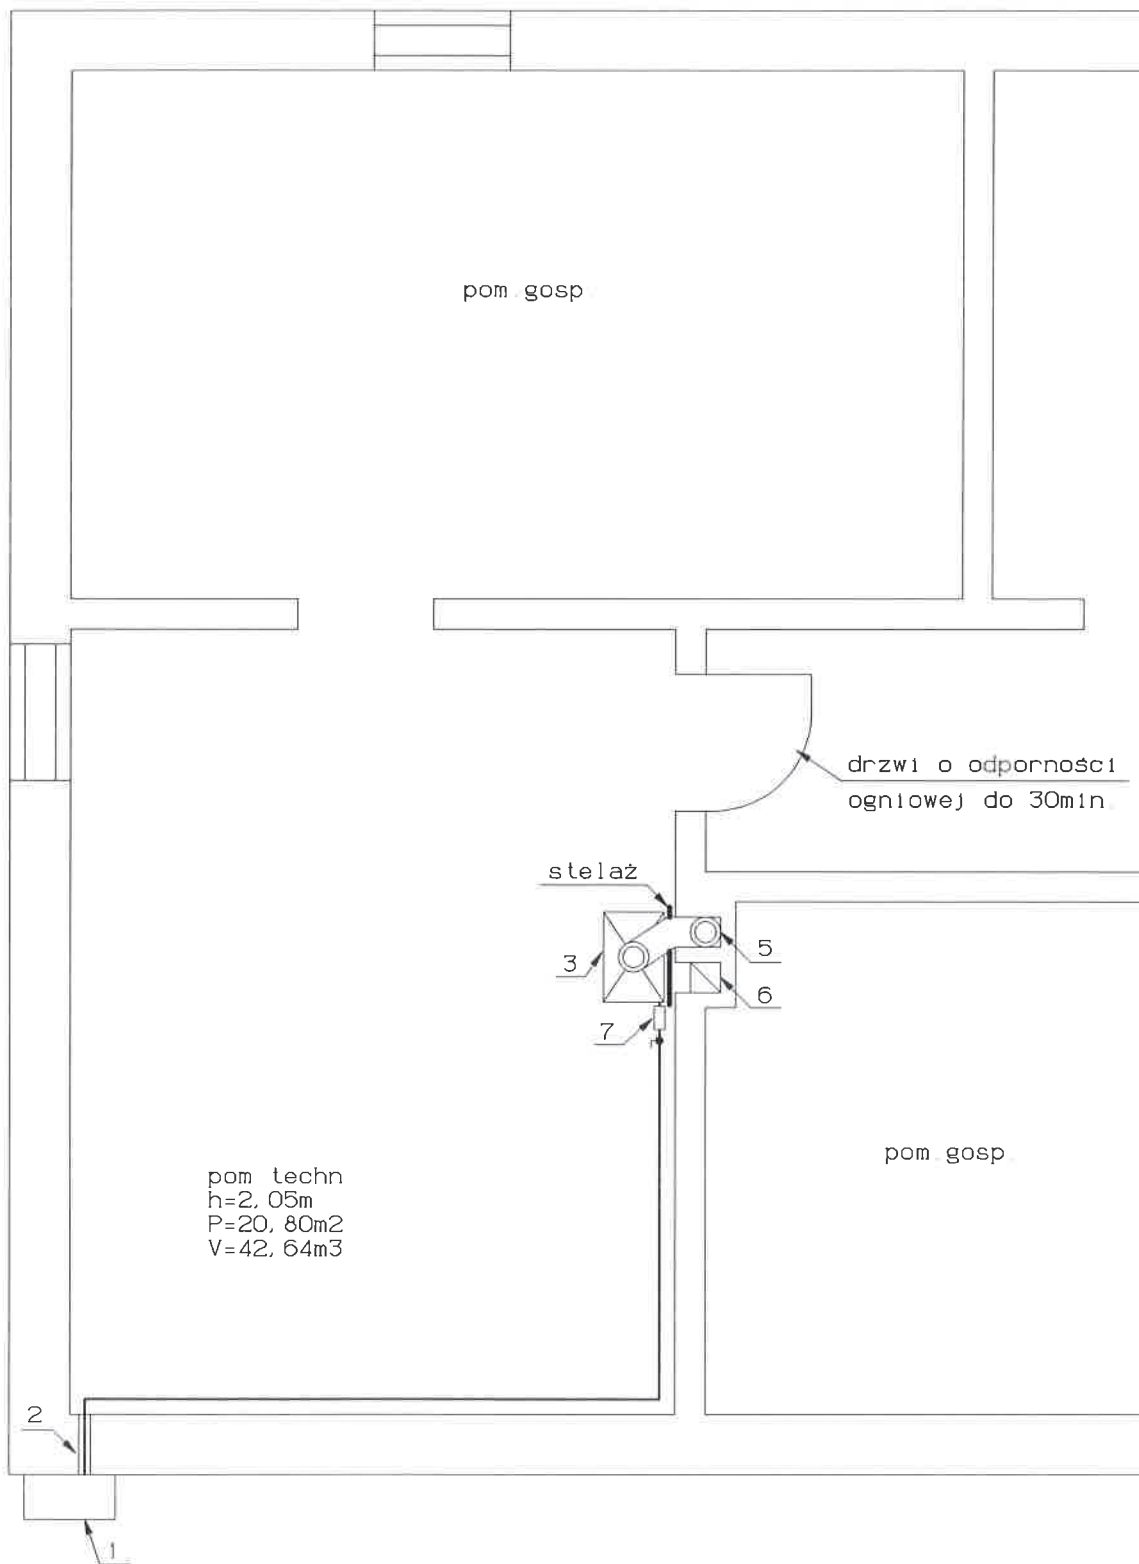 pom.gosp.
drzwi o odporności
ogniowej do 30min.
stelaż
5
3
6
7
pom.gosp.
pom techn
h=2,05m
P=20,80m2
V=42,64m3
2
1